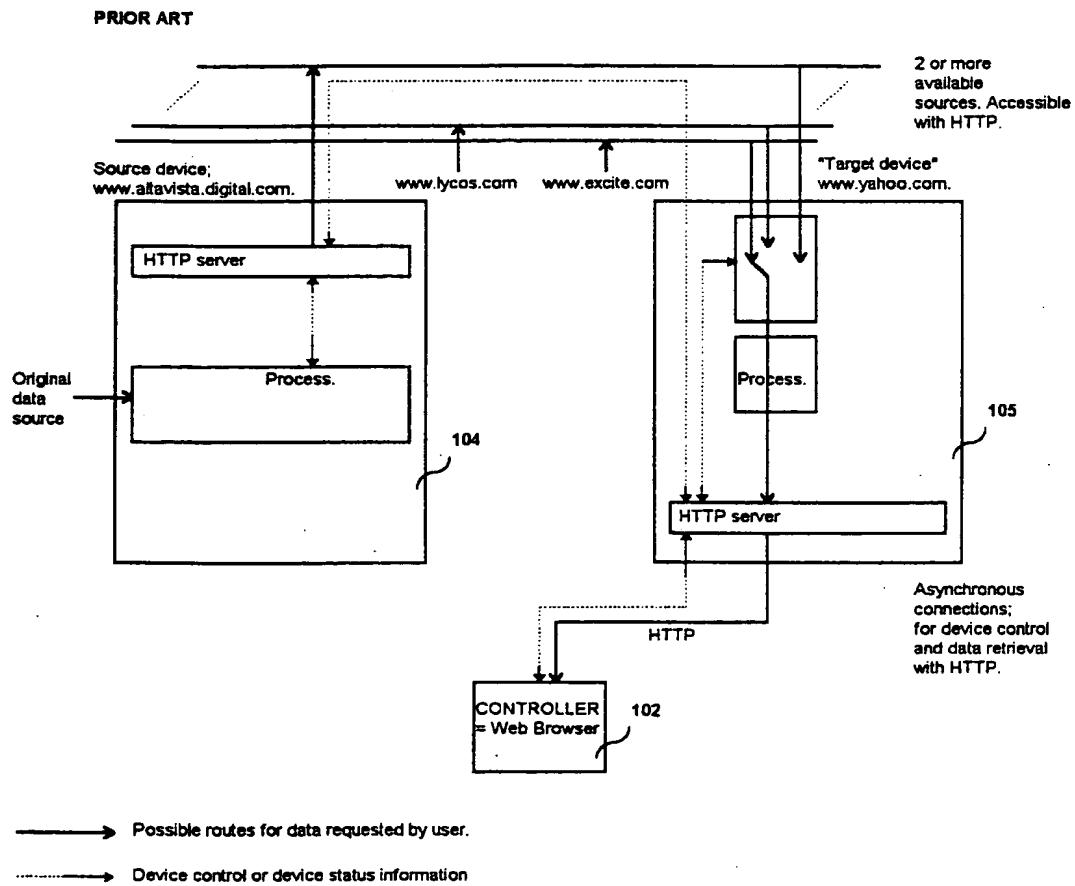 PRIOR ART
2 or more
available
sources. Accessible
with HTTP.
Source device;
www.altavista.digital.com.
www.lycos.com
www.excite.com
"Target device"
www.yahoo.com.
HTTP server
Process.
Original
data
source
104
Process.
105
HTTP server
Asynchronous
connections;
for device control
and data retrieval
with HTTP.
HTTP
CONTROLLER
= Web Browser
102
Possible routes for data requested by user.
Device control or device status information